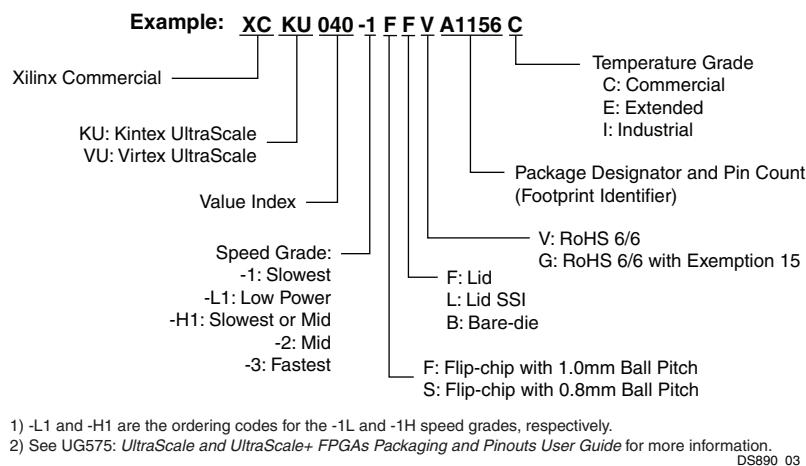 Example: XC KU 040 -1 F F V A1156 C
Xilinx Commercial
Temperature Grade
C: Commercial
E: Extended
I: Industrial
KU: Kintex UltraScale
VU: Virtex UltraScale
Package Designator and Pin Count
(Footprint Identifier)
Value Index
V: RoHS 6/6
G: RoHS 6/6 with Exemption 15
Speed Grade:
-1: Slowest
-L1: Low Power
-H1: Slowest or Mid
-2: Mid
-3: Fastest
F: Lid
L: Lid SSI
B: Bare-die
F: Flip-chip with 1.0mm Ball Pitch
S: Flip-chip with 0.8mm Ball Pitch
1) -L1 and -H1 are the ordering codes for the -1L and -1H speed grades, respectively.
2) See UG575: UltraScale and UltraScale+ FPGAs Packaging and Pinouts User Guide for more information.
DS890_03